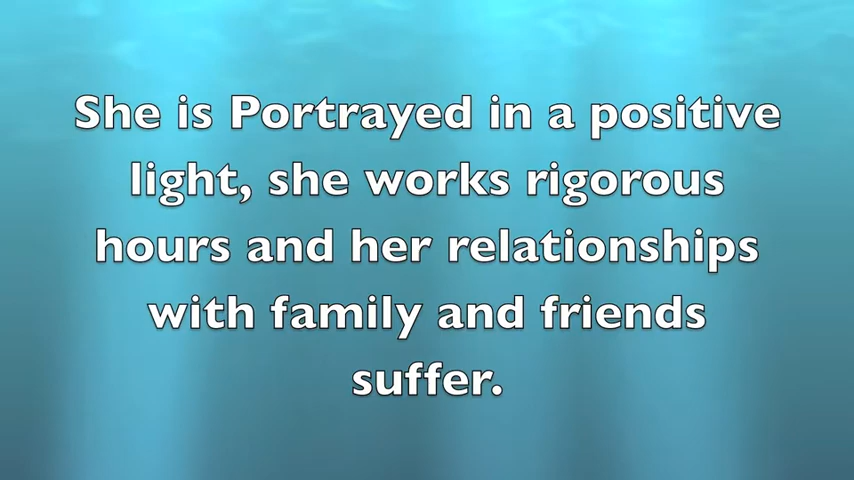 She is Portrayed in a positive
light, she works rigorous
hours and her relationships
with family and friends
suffer.